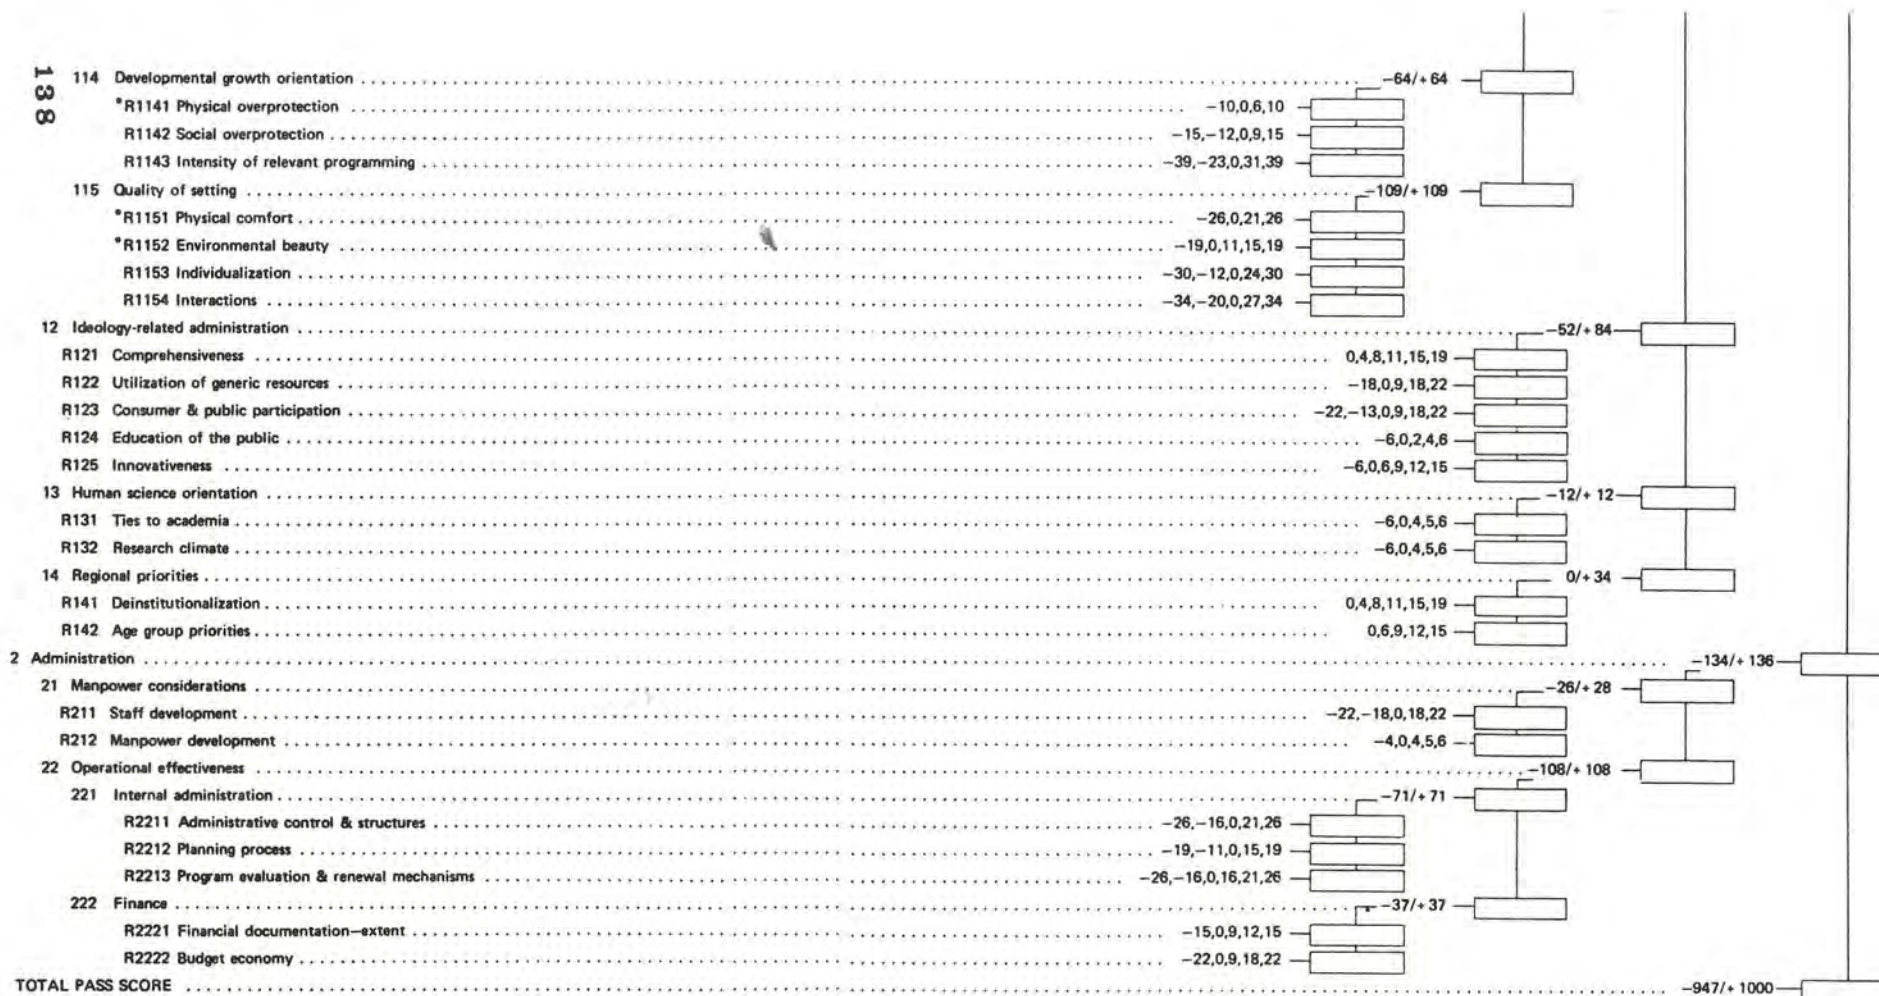 138
114 Developmental growth orientation −64/+ 64
*R1141 Physical overprotection −10,0,6,10
R1142 Social overprotection −15,−12,0,9,15
R1143 Intensity of relevant programming −39,−23,0,31,39
115 Quality of setting −109/+ 109
*R1151 Physical comfort −26,0,21,26
*R1152 Environmental beauty −19,0,11,15,19
R1153 Individualization −30,−12,0,24,30
R1154 Interactions −34,−20,0,27,34
12 Ideology-related administration −52/+ 84
R121 Comprehensiveness 0,4,8,11,15,19
R122 Utilization of generic resources −18,0,9,18,22
R123 Consumer & public participation −22,−13,0,9,18,22
R124 Education of the public −6,0,2,4,6
R125 Innovativeness −6,0,6,9,12,15
13 Human science orientation −12/+ 12
R131 Ties to academia −6,0,4,5,6
R132 Research climate −6,0,4,5,6
14 Regional priorities 0/+ 34
R141 Deinstitutionalization 0,4,8,11,15,19
R142 Age group priorities 0,6,9,12,15
2 Administration −134/+ 136
21 Manpower considerations −26/+ 28
R211 Staff development −22,−18,0,18,22
R212 Manpower development −4,0,4,5,6
22 Operational effectiveness −108/+ 108
221 Internal administration −71/+ 71
R2211 Administrative control & structures −26,−16,0,21,26
R2212 Planning process −19,−11,0,15,19
R2213 Program evaluation & renewal mechanisms −26,−16,0,16,21,26
222 Finance −37/+ 37
R2221 Financial documentation—extent −15,0,9,12,15
R2222 Budget economy −22,0,9,18,22
TOTAL PASS SCORE −947/+ 1000